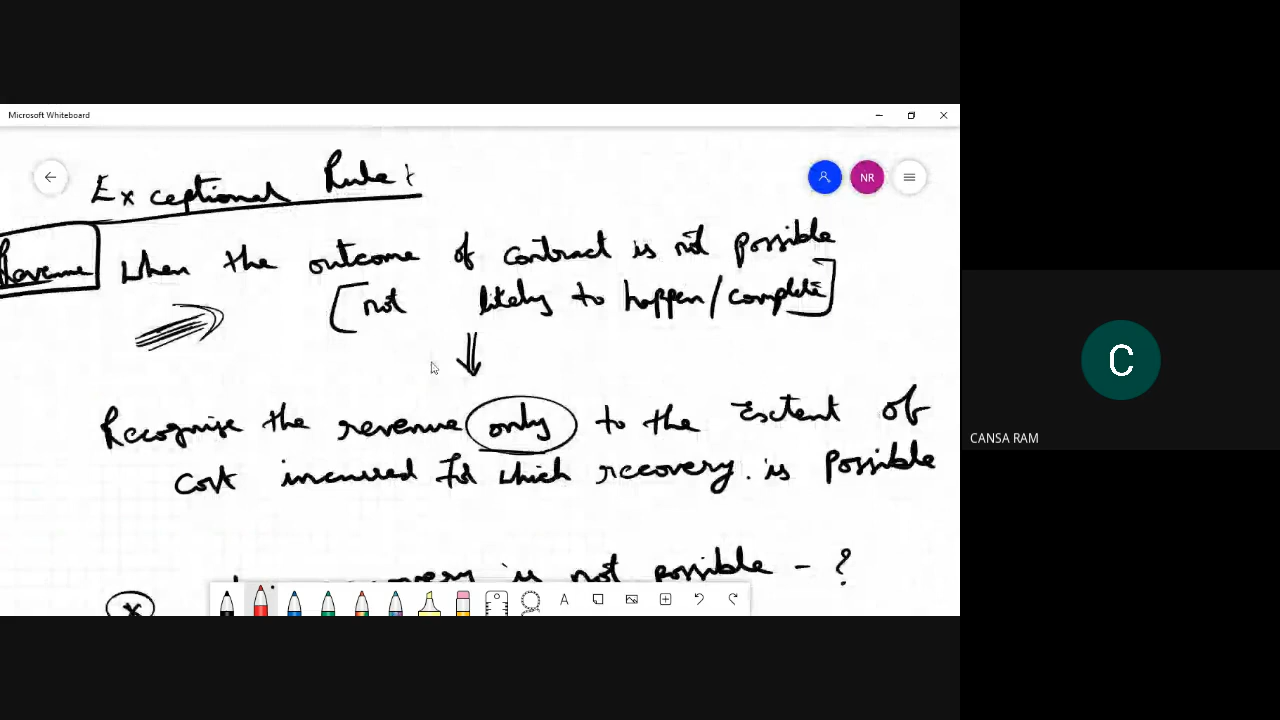 Microsoft Whiteboard
Exceptional Rule:
NR
Revenue
When the outcome of contract is not possible
[not likely to happen/complete]
C
Recognise the revenue only to the Extent of
cost incurred for which recovery is possible
CANSA RAM
recovery is not possible - ?
x
A